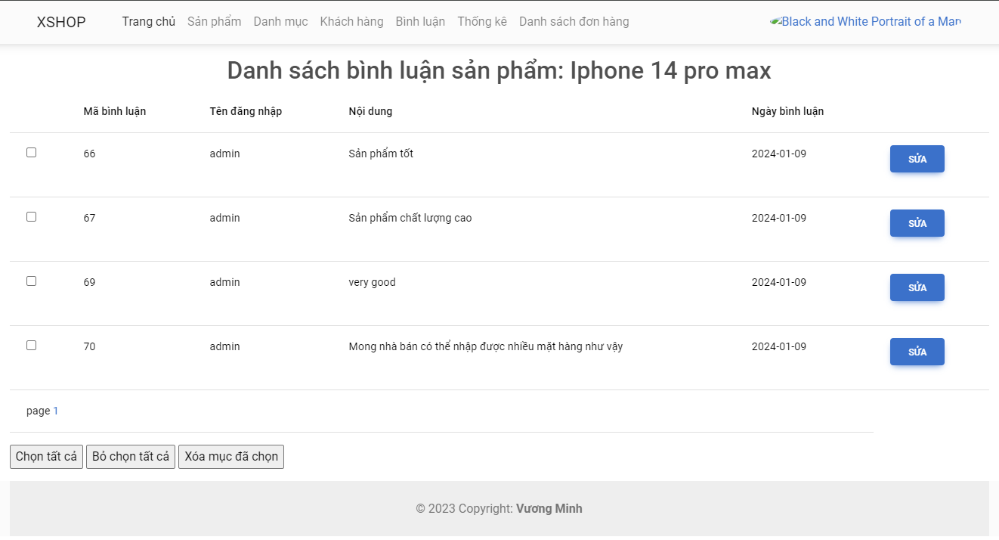 XSHOP Trang chủ Sản phẩm Danh mục Khách hàng Bình luận Thống kê Danh sách đơn hàng Black and White Portrait of a Man
Danh sách bình luận sản phẩm: Iphone 14 pro max
Mã bình luận Tên đăng nhập Nội dung Ngày bình luận
66 admin Sản phẩm tốt 2024-01-09 SỬA
67 admin Sản phẩm chất lượng cao 2024-01-09 SỬA
69 admin very good 2024-01-09 SỬA
70 admin Mong nhà bán có thể nhập được nhiều mặt hàng như vậy 2024-01-09 SỬA
page 1
Chọn tất cả Bỏ chọn tất cả Xóa mục đã chọn
© 2023 Copyright: Vương Minh